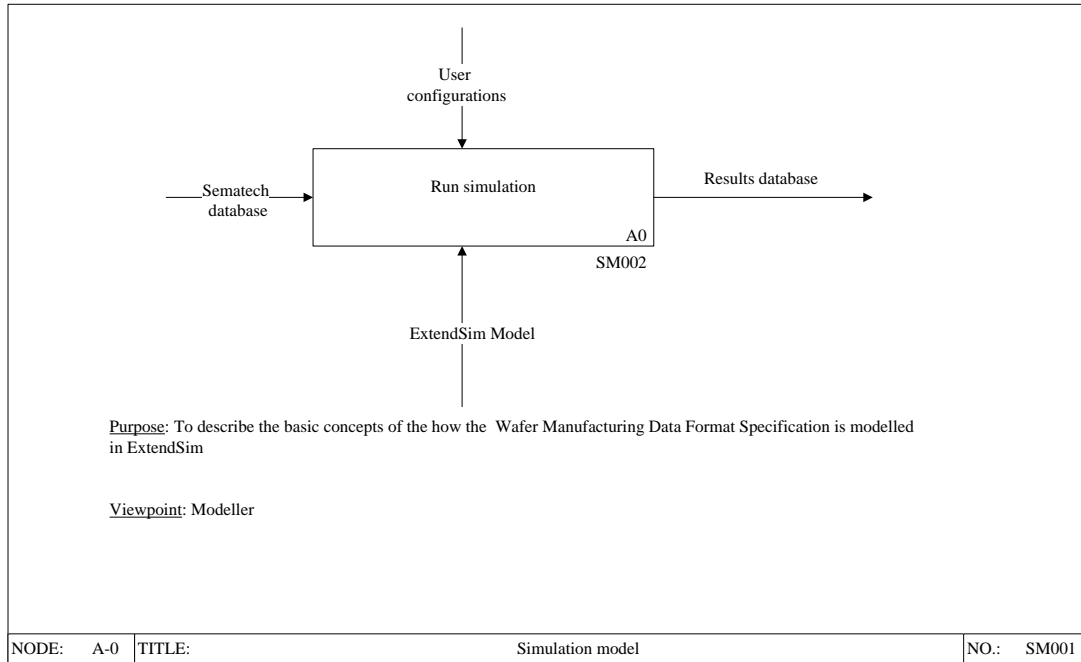 User
configurations
Run simulation
Sematech
database
Results database
A0
SM002
ExtendSim Model
Purpose: To describe the basic concepts of the how the Wafer Manufacturing Data Format Specification is modelled
in ExtendSim
Viewpoint: Modeller
NODE: A-0 TITLE: Simulation model NO.: SM001